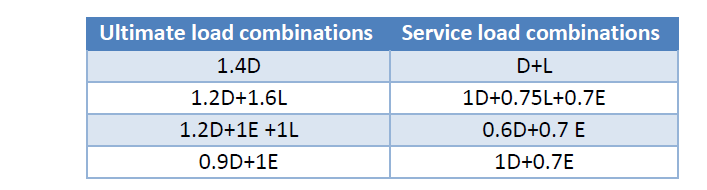 Ultimate load combinations Service load combinations
1.4D D+L
1.2D+1.6L 1D+0.75L+0.7E
1.2D+1E +1L 0.6D+0.7 E
0.9D+1E 1D+0.7E